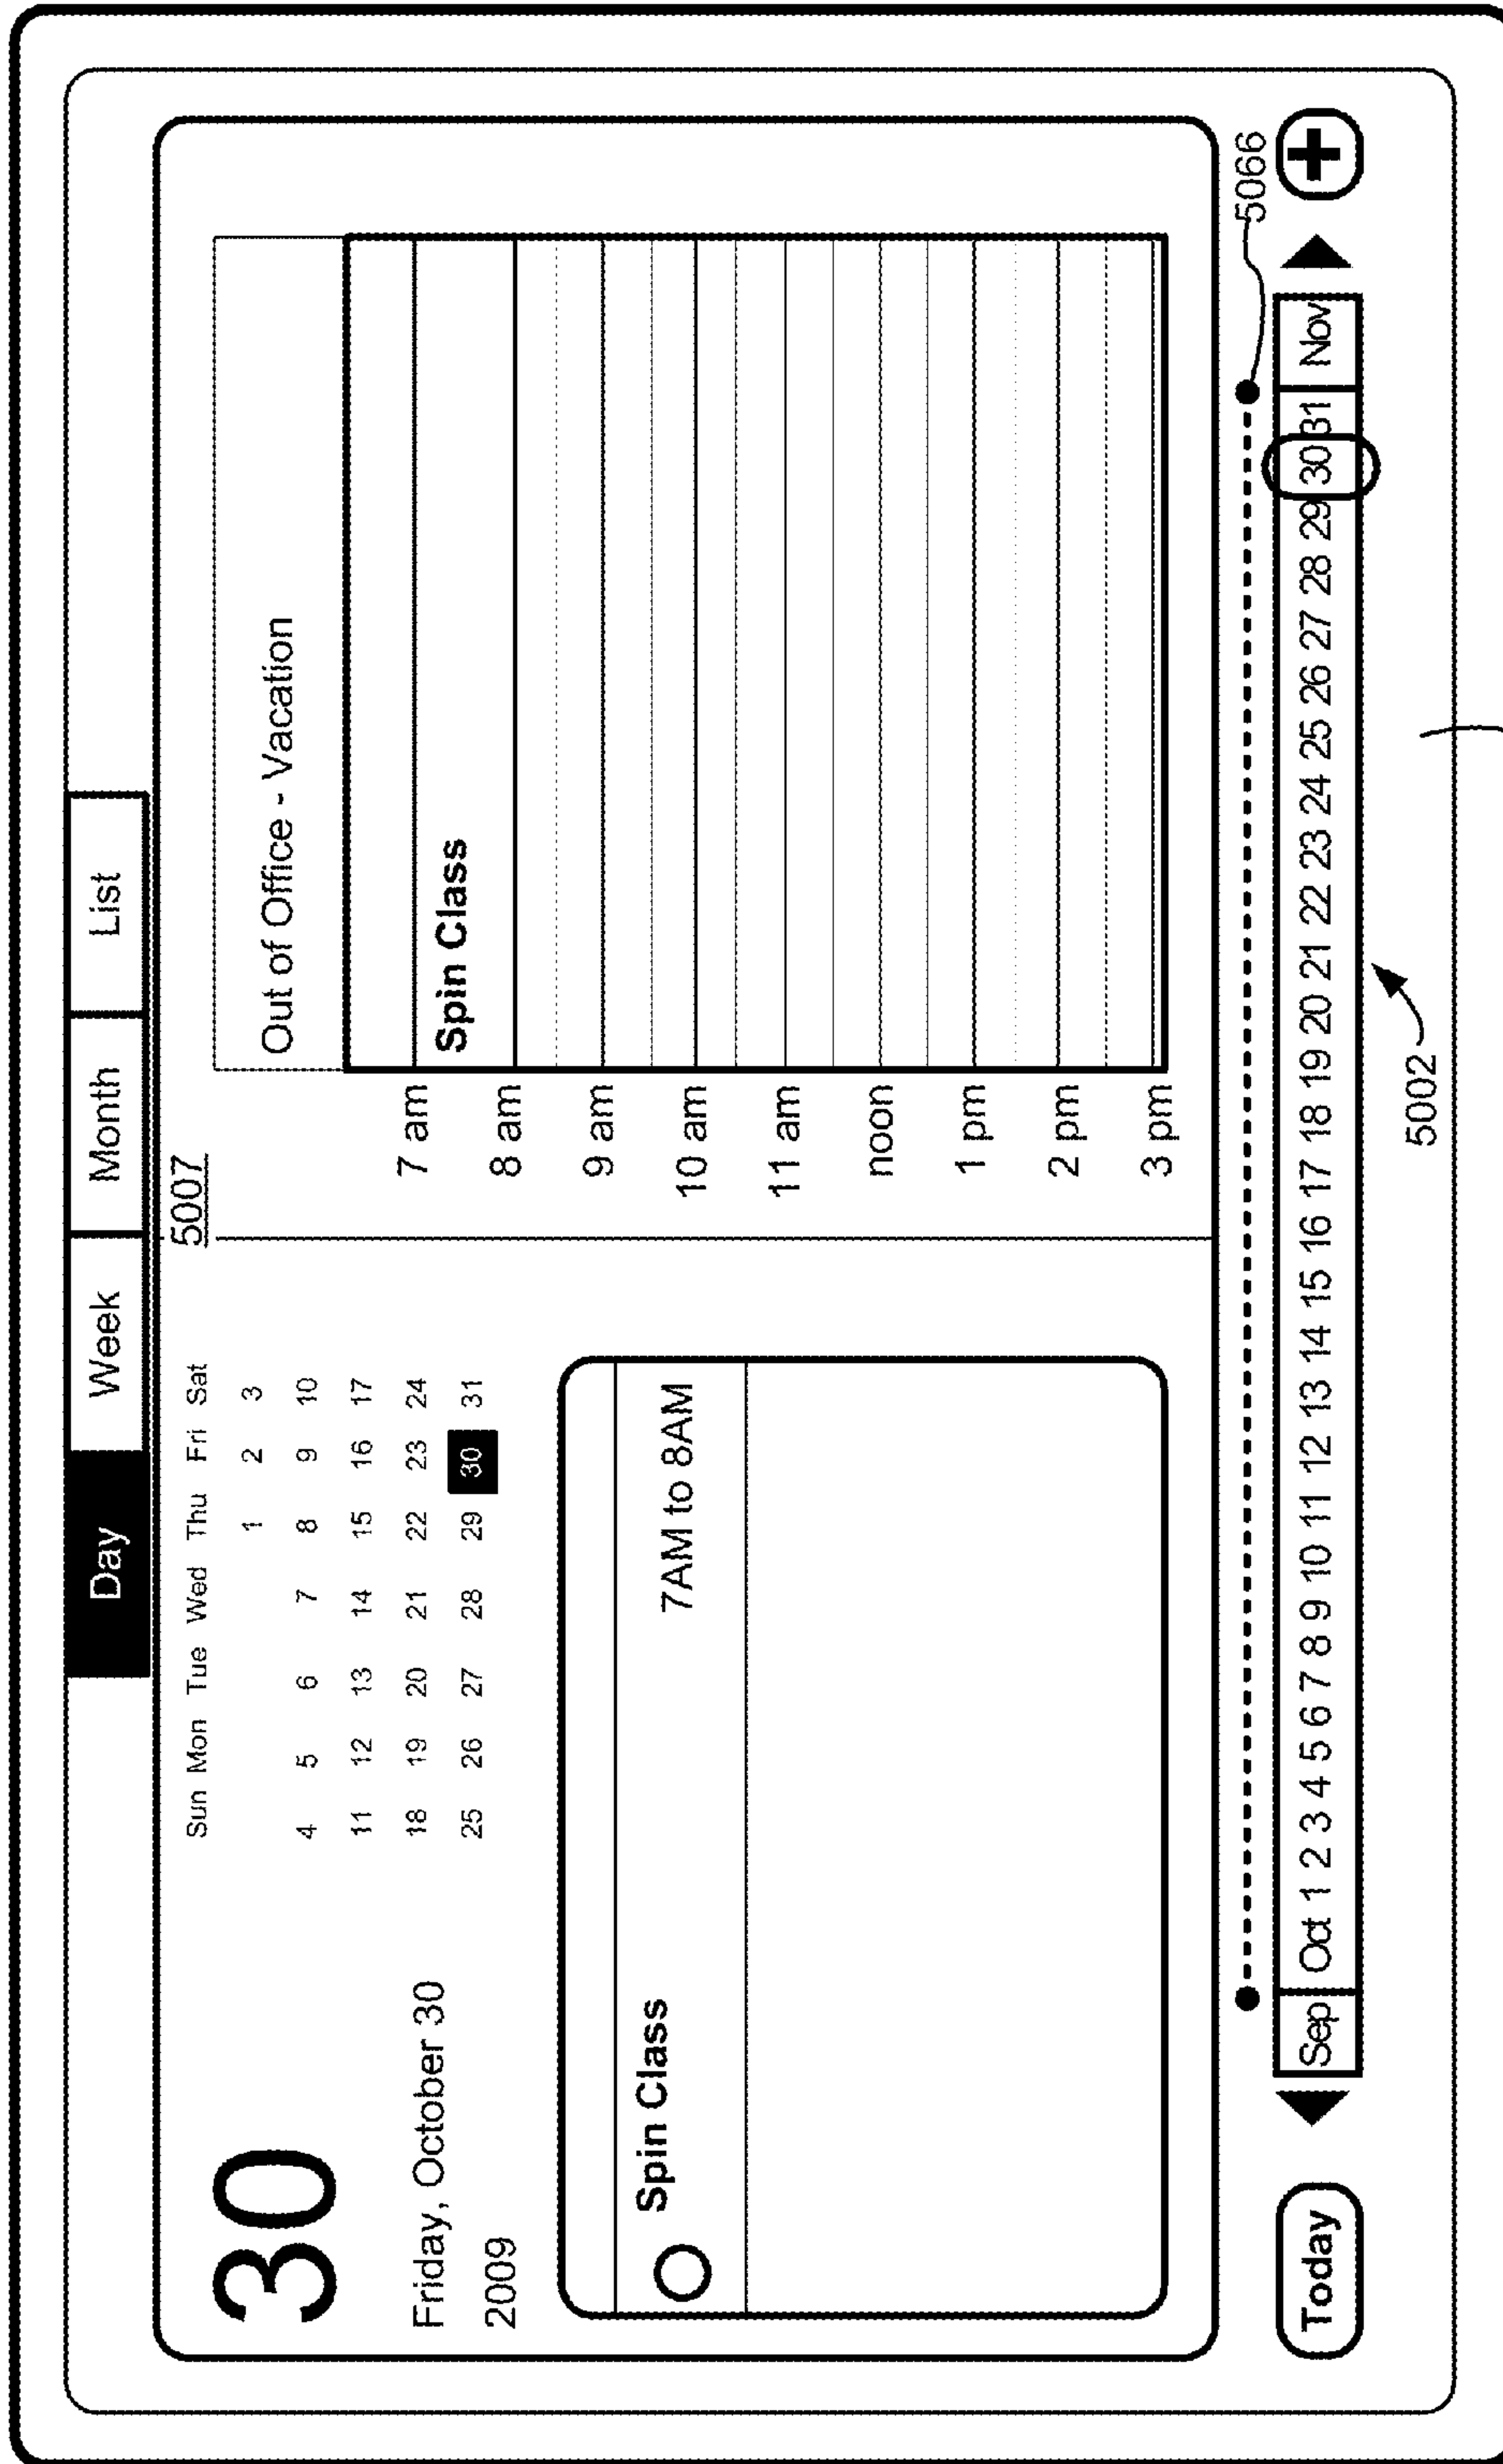 Day Week Month List
5007
30
Friday, October 30
2009
Sun Mon Tue Wed Thu Fri Sat
1 2 3
4 5 6 7 8 9 10
11 12 13 14 15 16 17
18 19 20 21 22 23 24
25 26 27 28 29 30 31
Spin Class 7AM to 8AM
Out of Office - Vacation
7 am
Spin Class
8 am
9 am
10 am
11 am
noon
1 pm
2 pm
3 pm
5066
Today Sep Oct 1 2 3 4 5 6 7 8 9 10 11 12 13 14 15 16 17 18 19 20 21 22 23 24 25 26 27 28 29 30 31 Nov +
5002